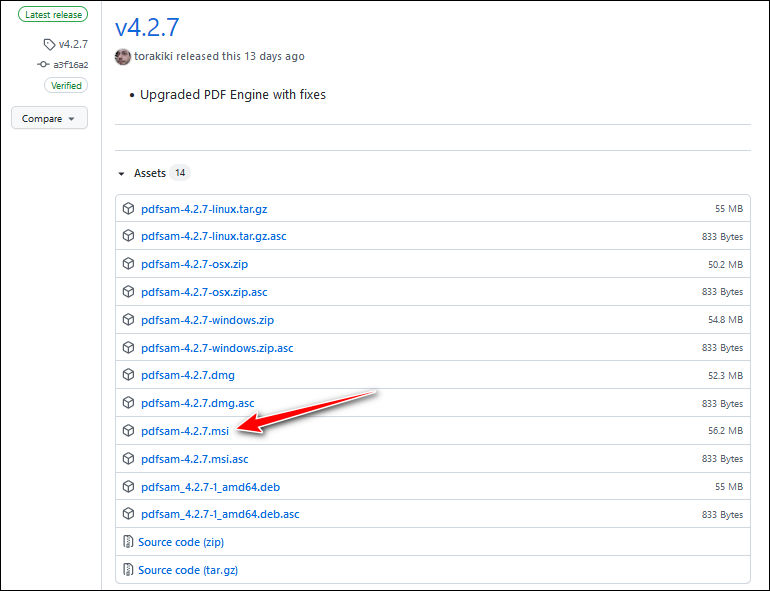 Latest release
v4.2.7
a3f16a2
Verified
Compare
v4.2.7
torakiki released this 13 days ago
• Upgraded PDF Engine with fixes
Assets 14
pdfsam-4.2.7-linux.tar.gz 55 MB
pdfsam-4.2.7-linux.tar.gz.asc 833 Bytes
pdfsam-4.2.7-osx.zip 50.2 MB
pdfsam-4.2.7-osx.zip.asc 833 Bytes
pdfsam-4.2.7-windows.zip 54.8 MB
pdfsam-4.2.7-windows.zip.asc 833 Bytes
pdfsam-4.2.7.dmg 52.3 MB
pdfsam-4.2.7.dmg.asc 833 Bytes
pdfsam-4.2.7.msi 56.2 MB
pdfsam-4.2.7.msi.asc 833 Bytes
pdfsam_4.2.7-1_amd64.deb 55 MB
pdfsam_4.2.7-1_amd64.deb.asc 833 Bytes
Source code (zip)
Source code (tar.gz)